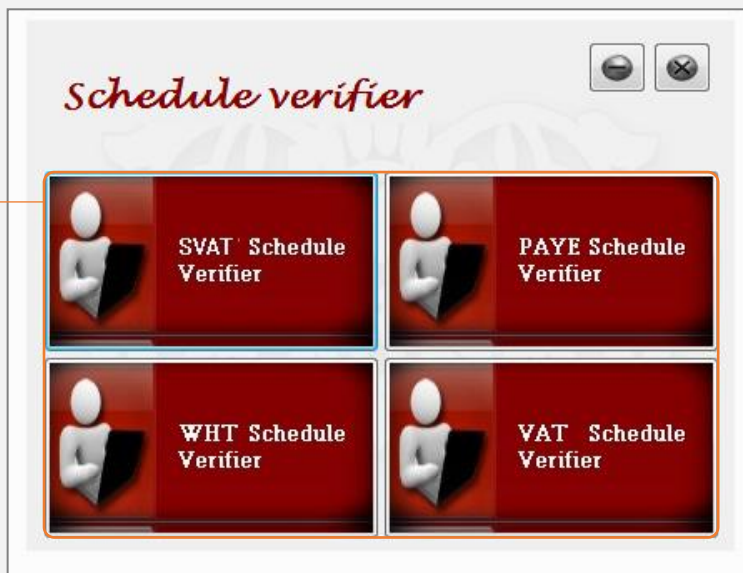 Schedule verifier
SVAT Schedule
Verifier
PAYE Schedule
Verifier
WHT Schedule
Verifier
VAT Schedule
Verifier